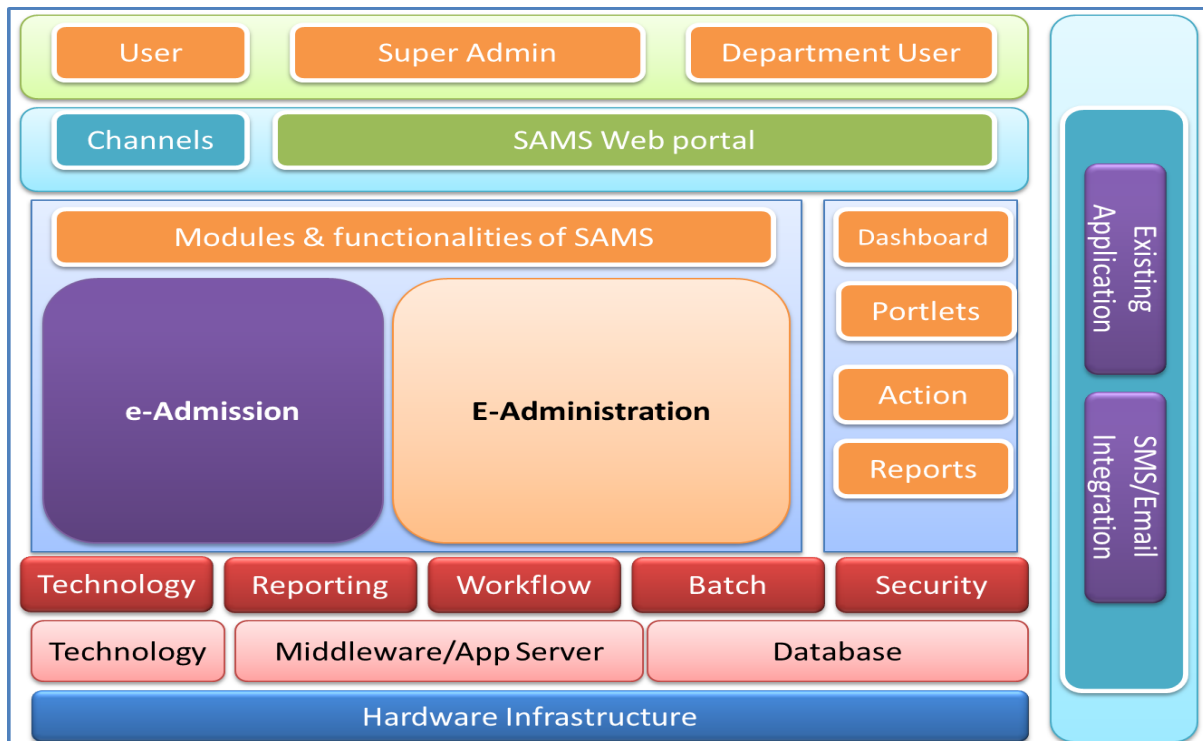 User
Super Admin
Department User
Channels
SAMS Web portal
Modules & functionalities of SAMS
e-Admission
E-Administration
Dashboard
Portlets
Action
Reports
Technology
Reporting
Workflow
Batch
Security
Technology
Middleware/App Server
Database
Hardware Infrastructure
Existing
Application
SMS/Email
Integration